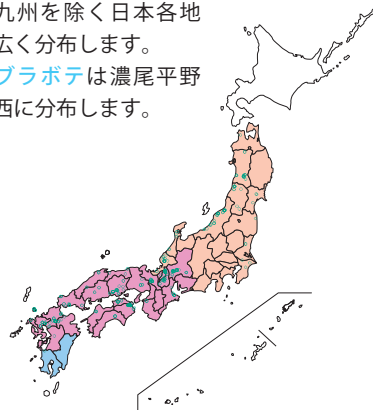 九州を除く日本各地
広く分布します。
ブラボテは濃尾平野
西に分布します。